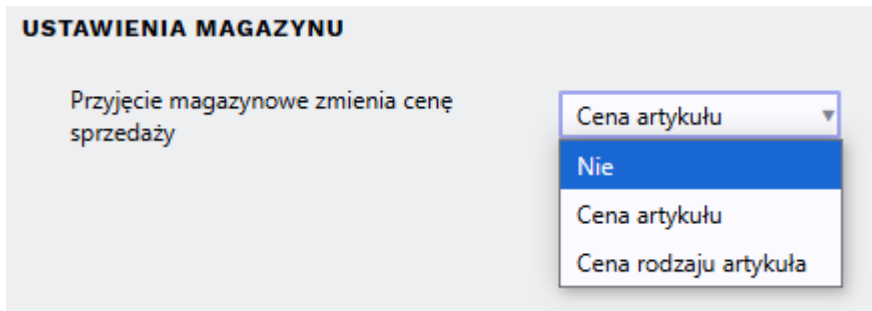 USTAWIENIA MAGAZYNU
Przyjęcie magazynowe zmienia cenę
sprzedaży
Cena artykułu
Nie
Cena artykułu
Cena rodzaju artykuła